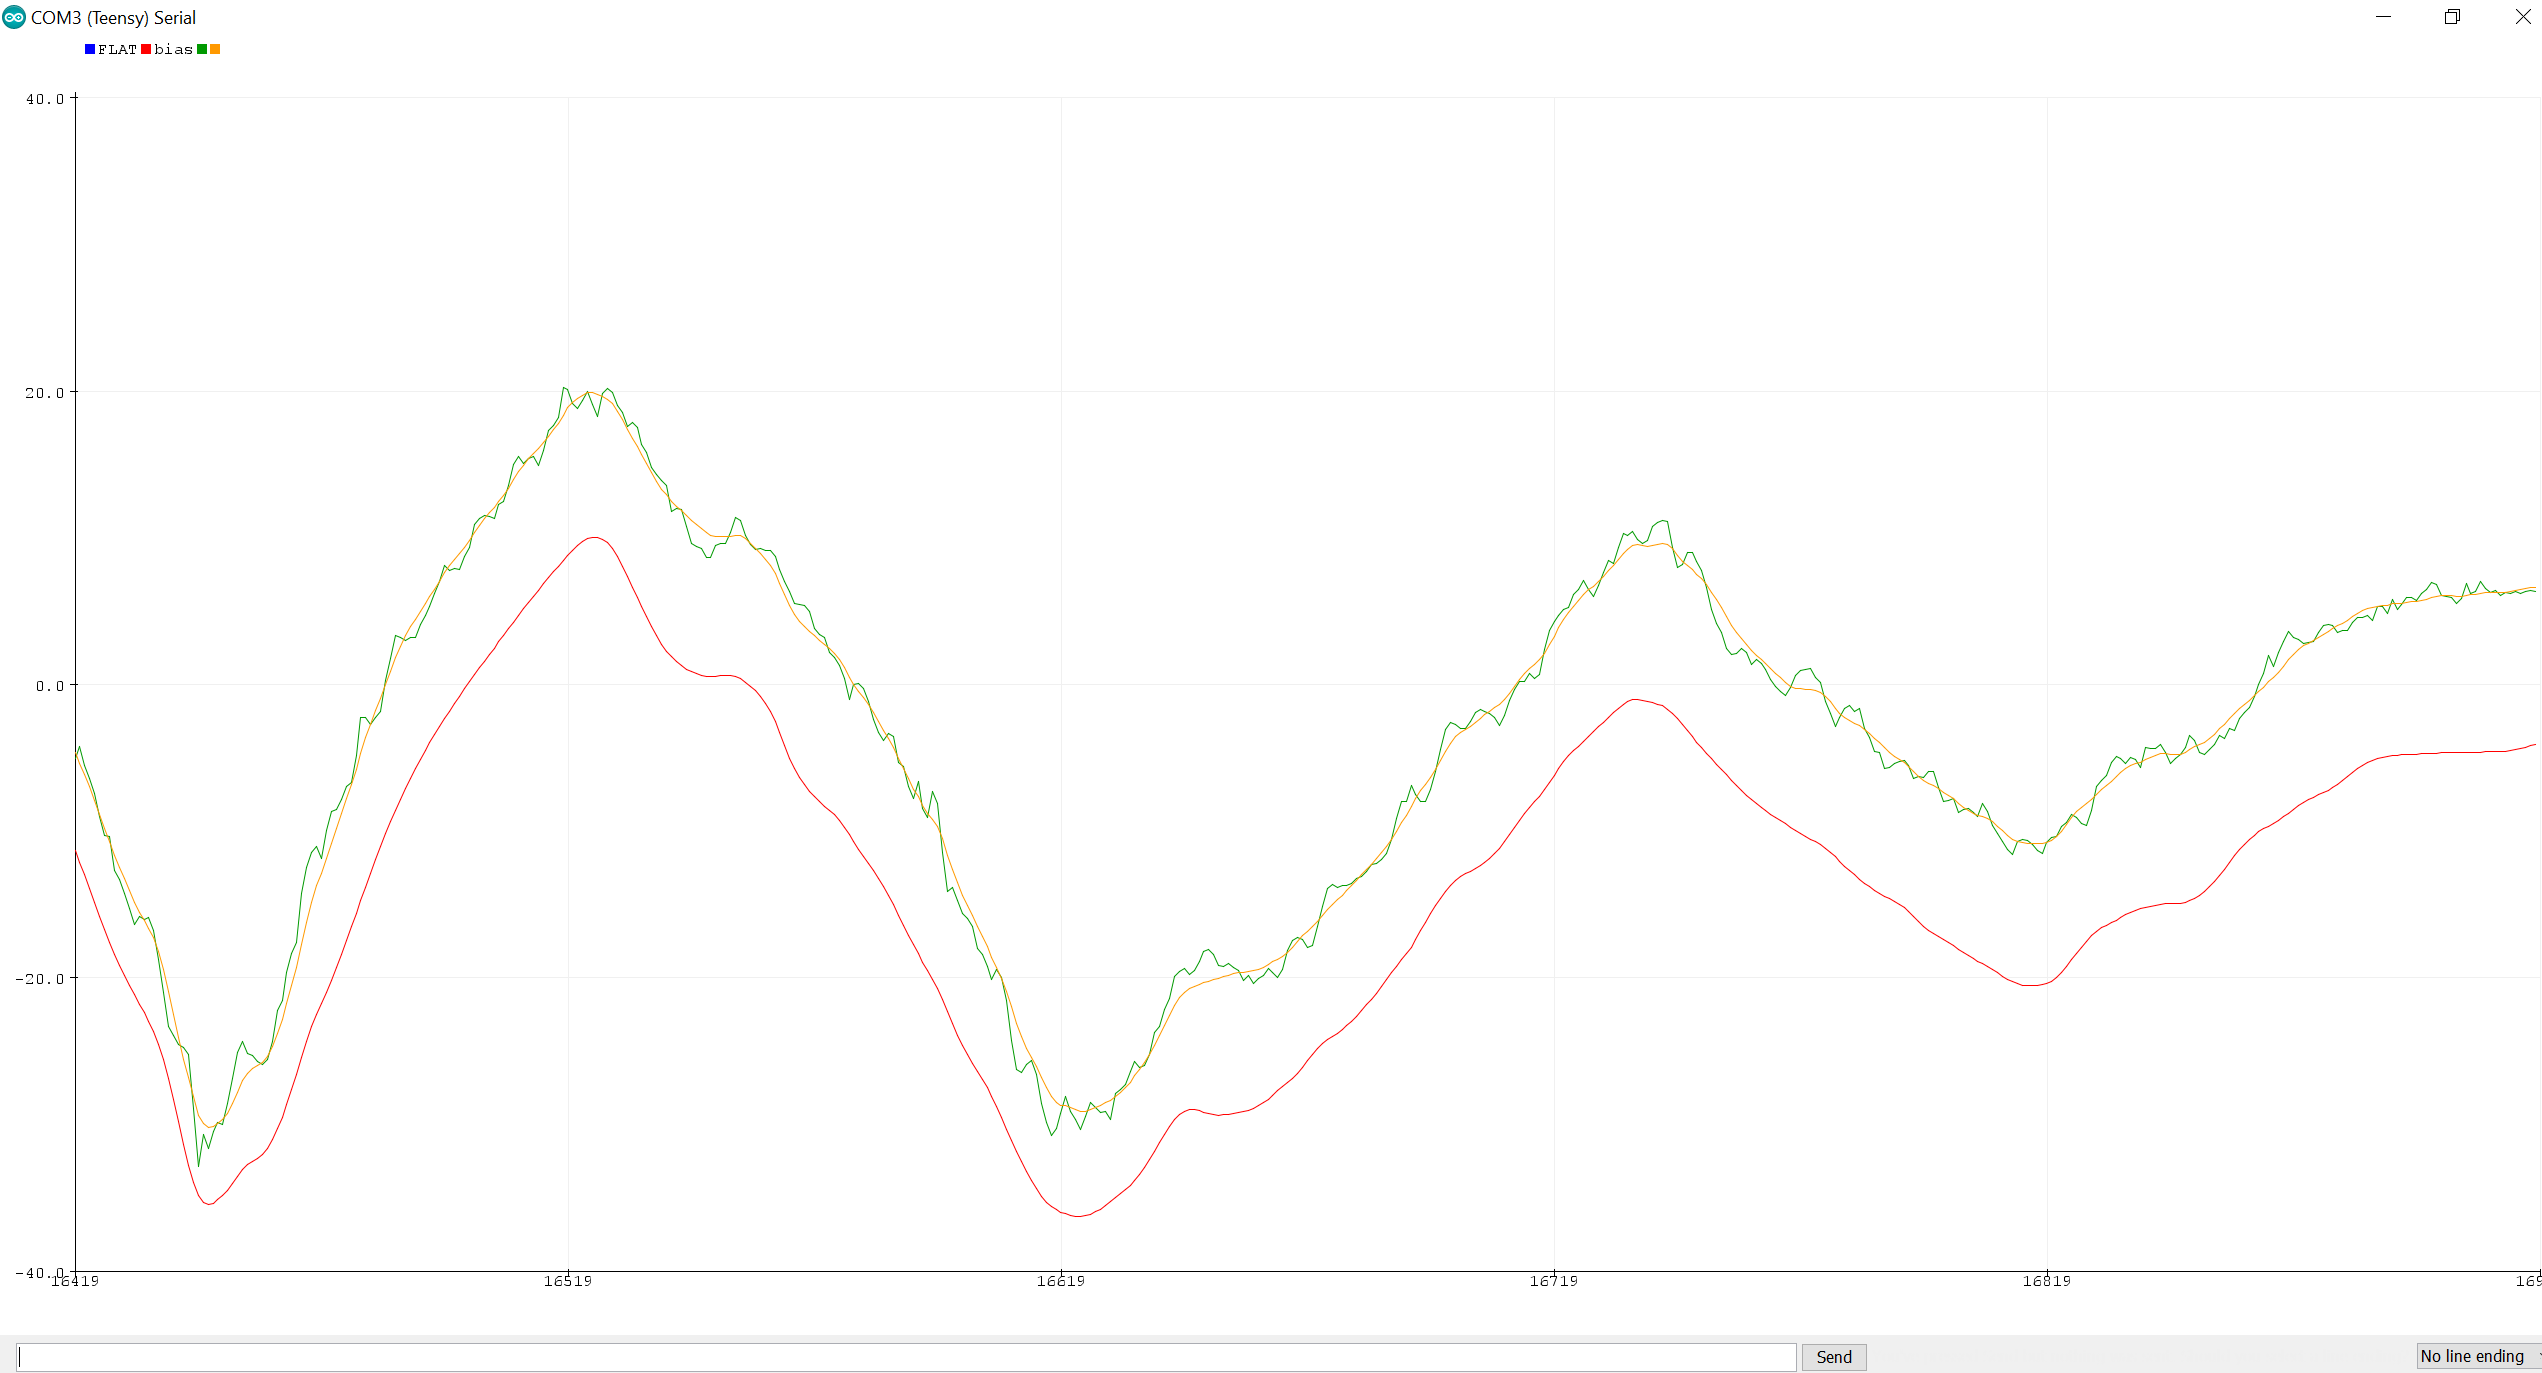 COM3 (Teensy) Serial
FLAT bias
40.0
20.0
0.0
-20.0
-40.0
16419 16519 16619 16719 16819
Send No line ending